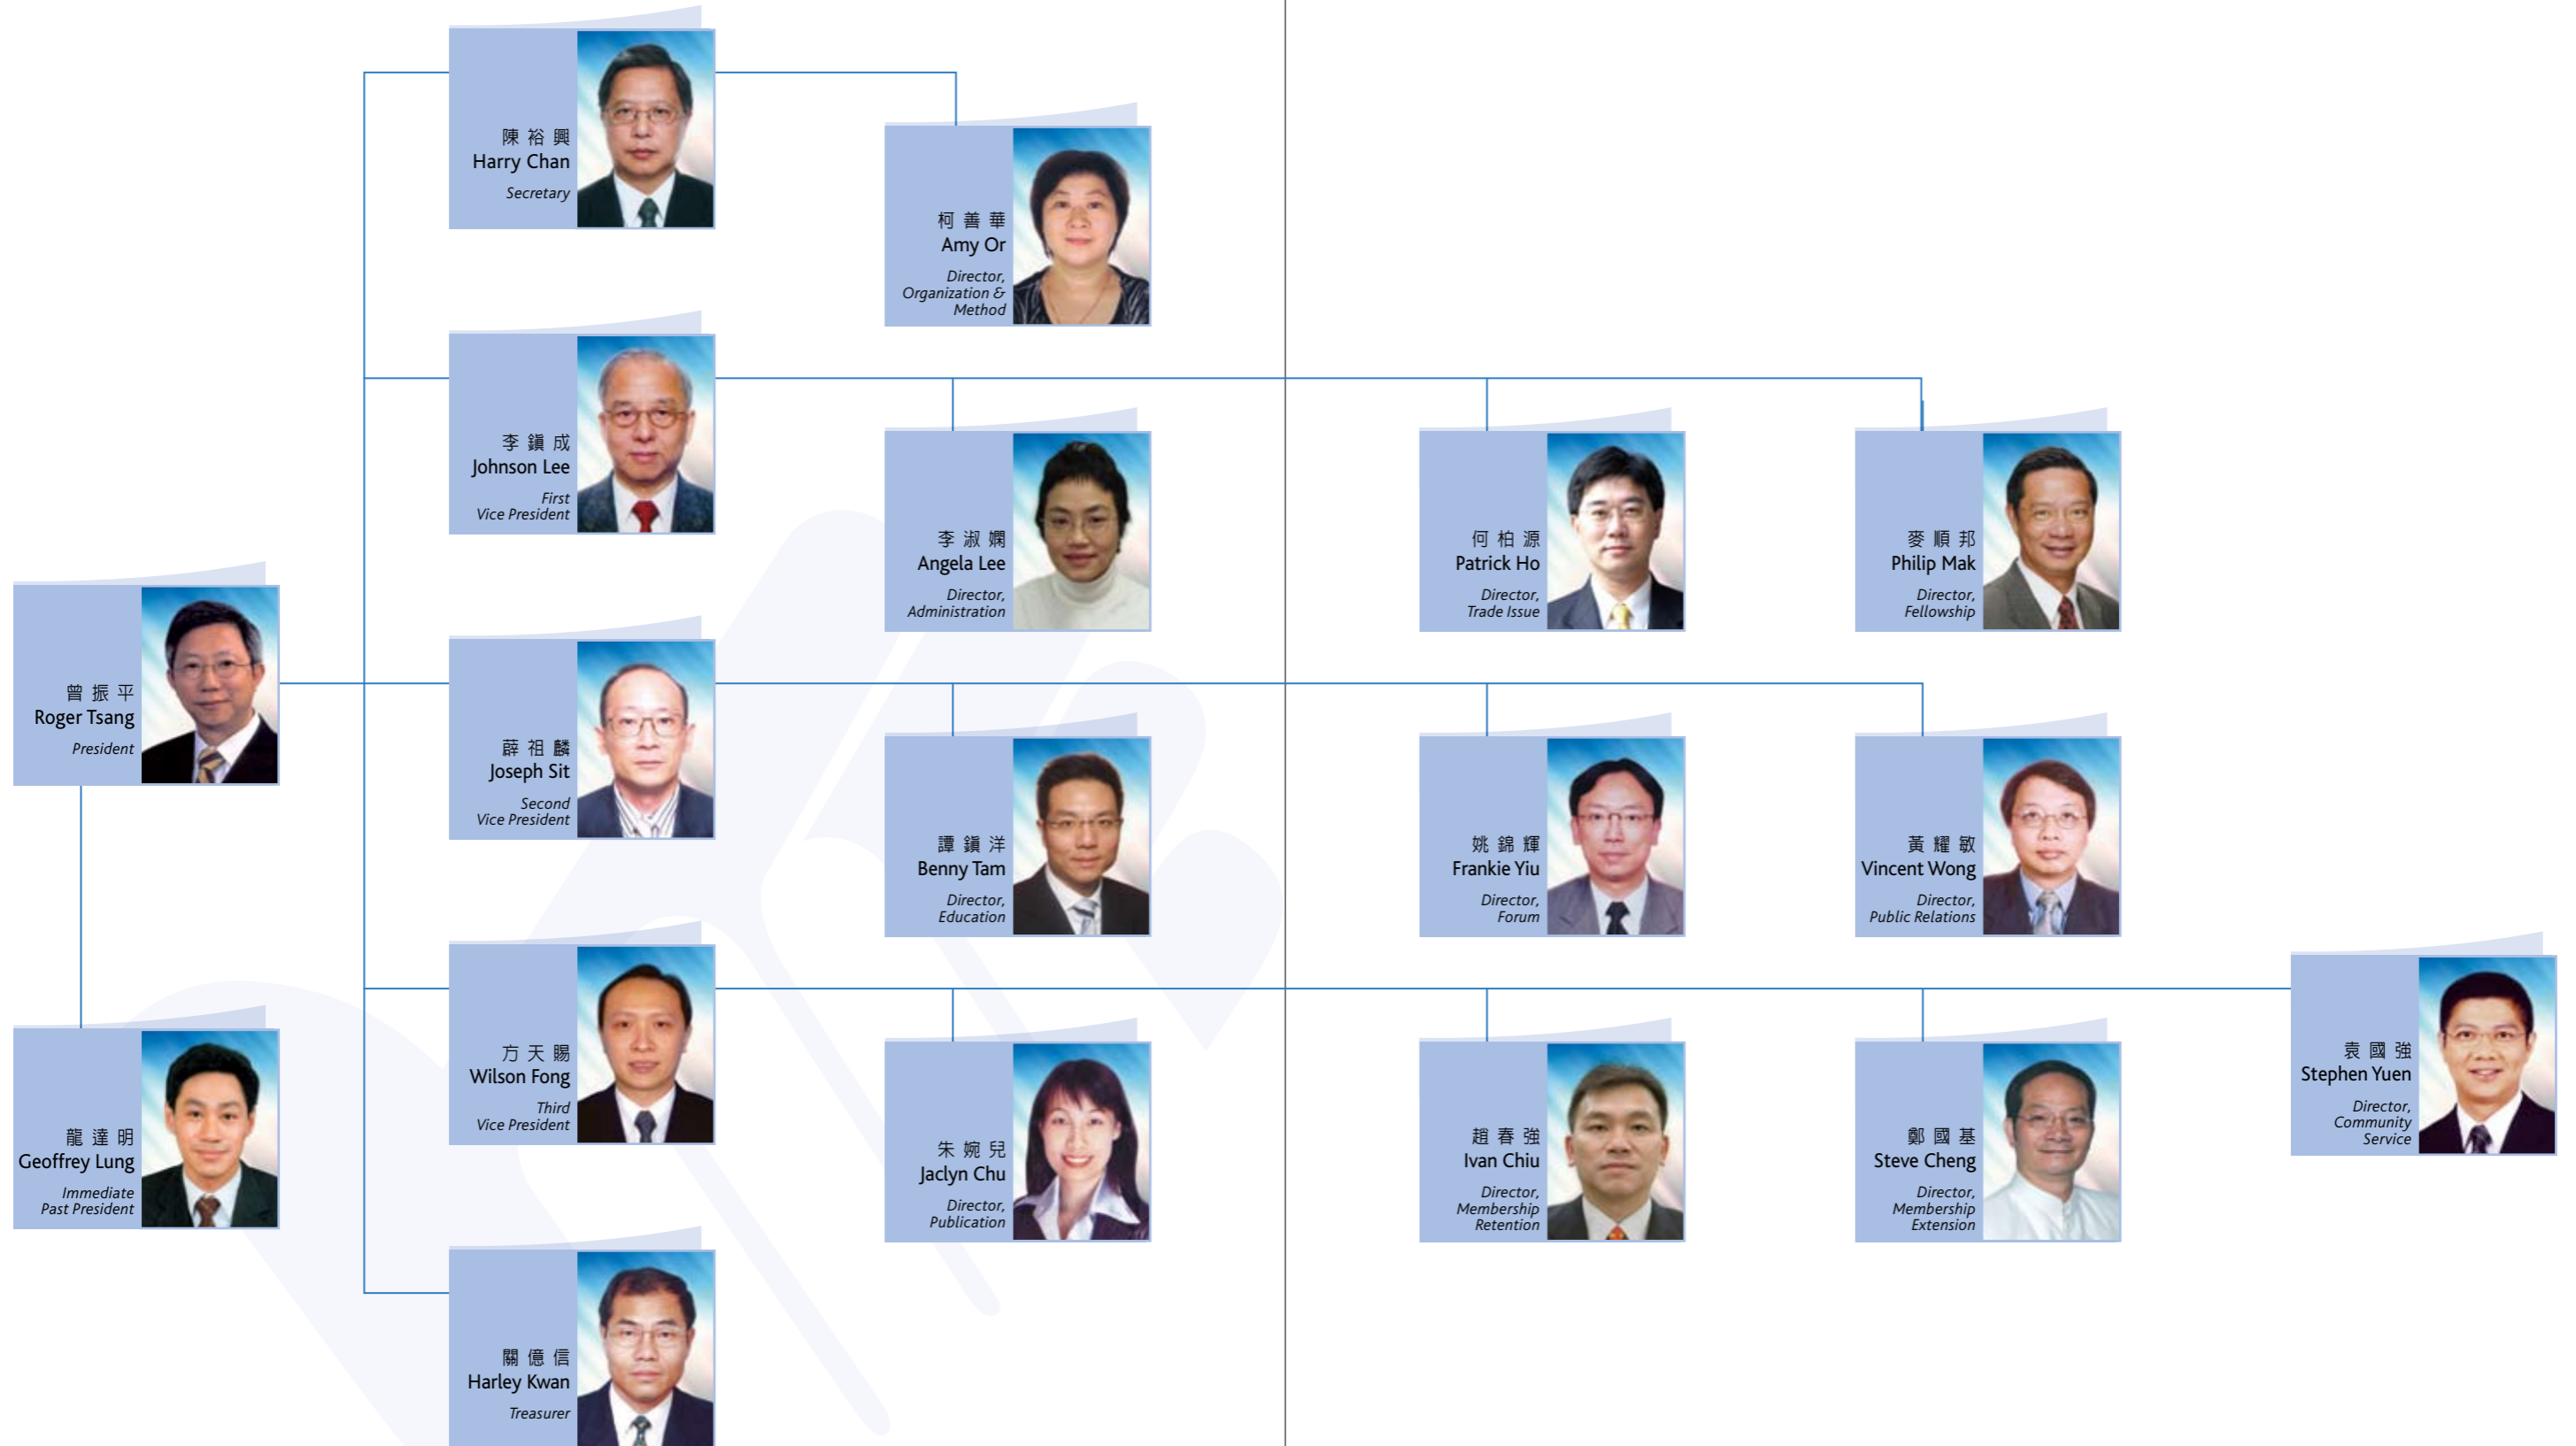 陳裕興
Harry Chan
Secretary
柯善華
Amy Or
Director,
Organization &
Method
李鎭成
Johnson Lee
First
Vice President
李淑嫻
Angela Lee
Director,
Administration
何柏源
Patrick Ho
Director,
Trade Issue
麥順邦
Philip Mak
Director,
Fellowship
曾振平
Roger Tsang
President
薜祖麟
Joseph Sit
Second
Vice President
譚鎭洋
Benny Tam
Director,
Education
姚錦輝
Frankie Yiu
Director,
Forum
黃耀敏
Vincent Wong
Director,
Public Relations
龍達明
Geoffrey Lung
Immediate
Past President
方天賜
Wilson Fong
Third
Vice President
朱婉兒
Jaclyn Chu
Director,
Publication
趙春強
Ivan Chiu
Director,
Membership
Retention
鄭國基
Steve Cheng
Director,
Membership
Extension
袁國強
Stephen Yuen
Director,
Community
Service
關億信
Harley Kwan
Treasurer